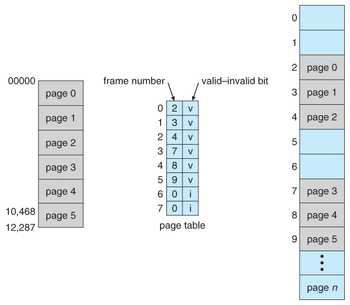 00000
page 0
page 1
page 2
page 3
page 4
page 5
10,468
12,287
frame number
valid–invalid bit
0 2 v
1 3 v
2 4 v
3 7 v
4 8 v
5 9 v
6 0 i
7 0 i
page table
0
1
2 page 0
3 page 1
4 page 2
5
6
7 page 3
8 page 4
9 page 5
page n